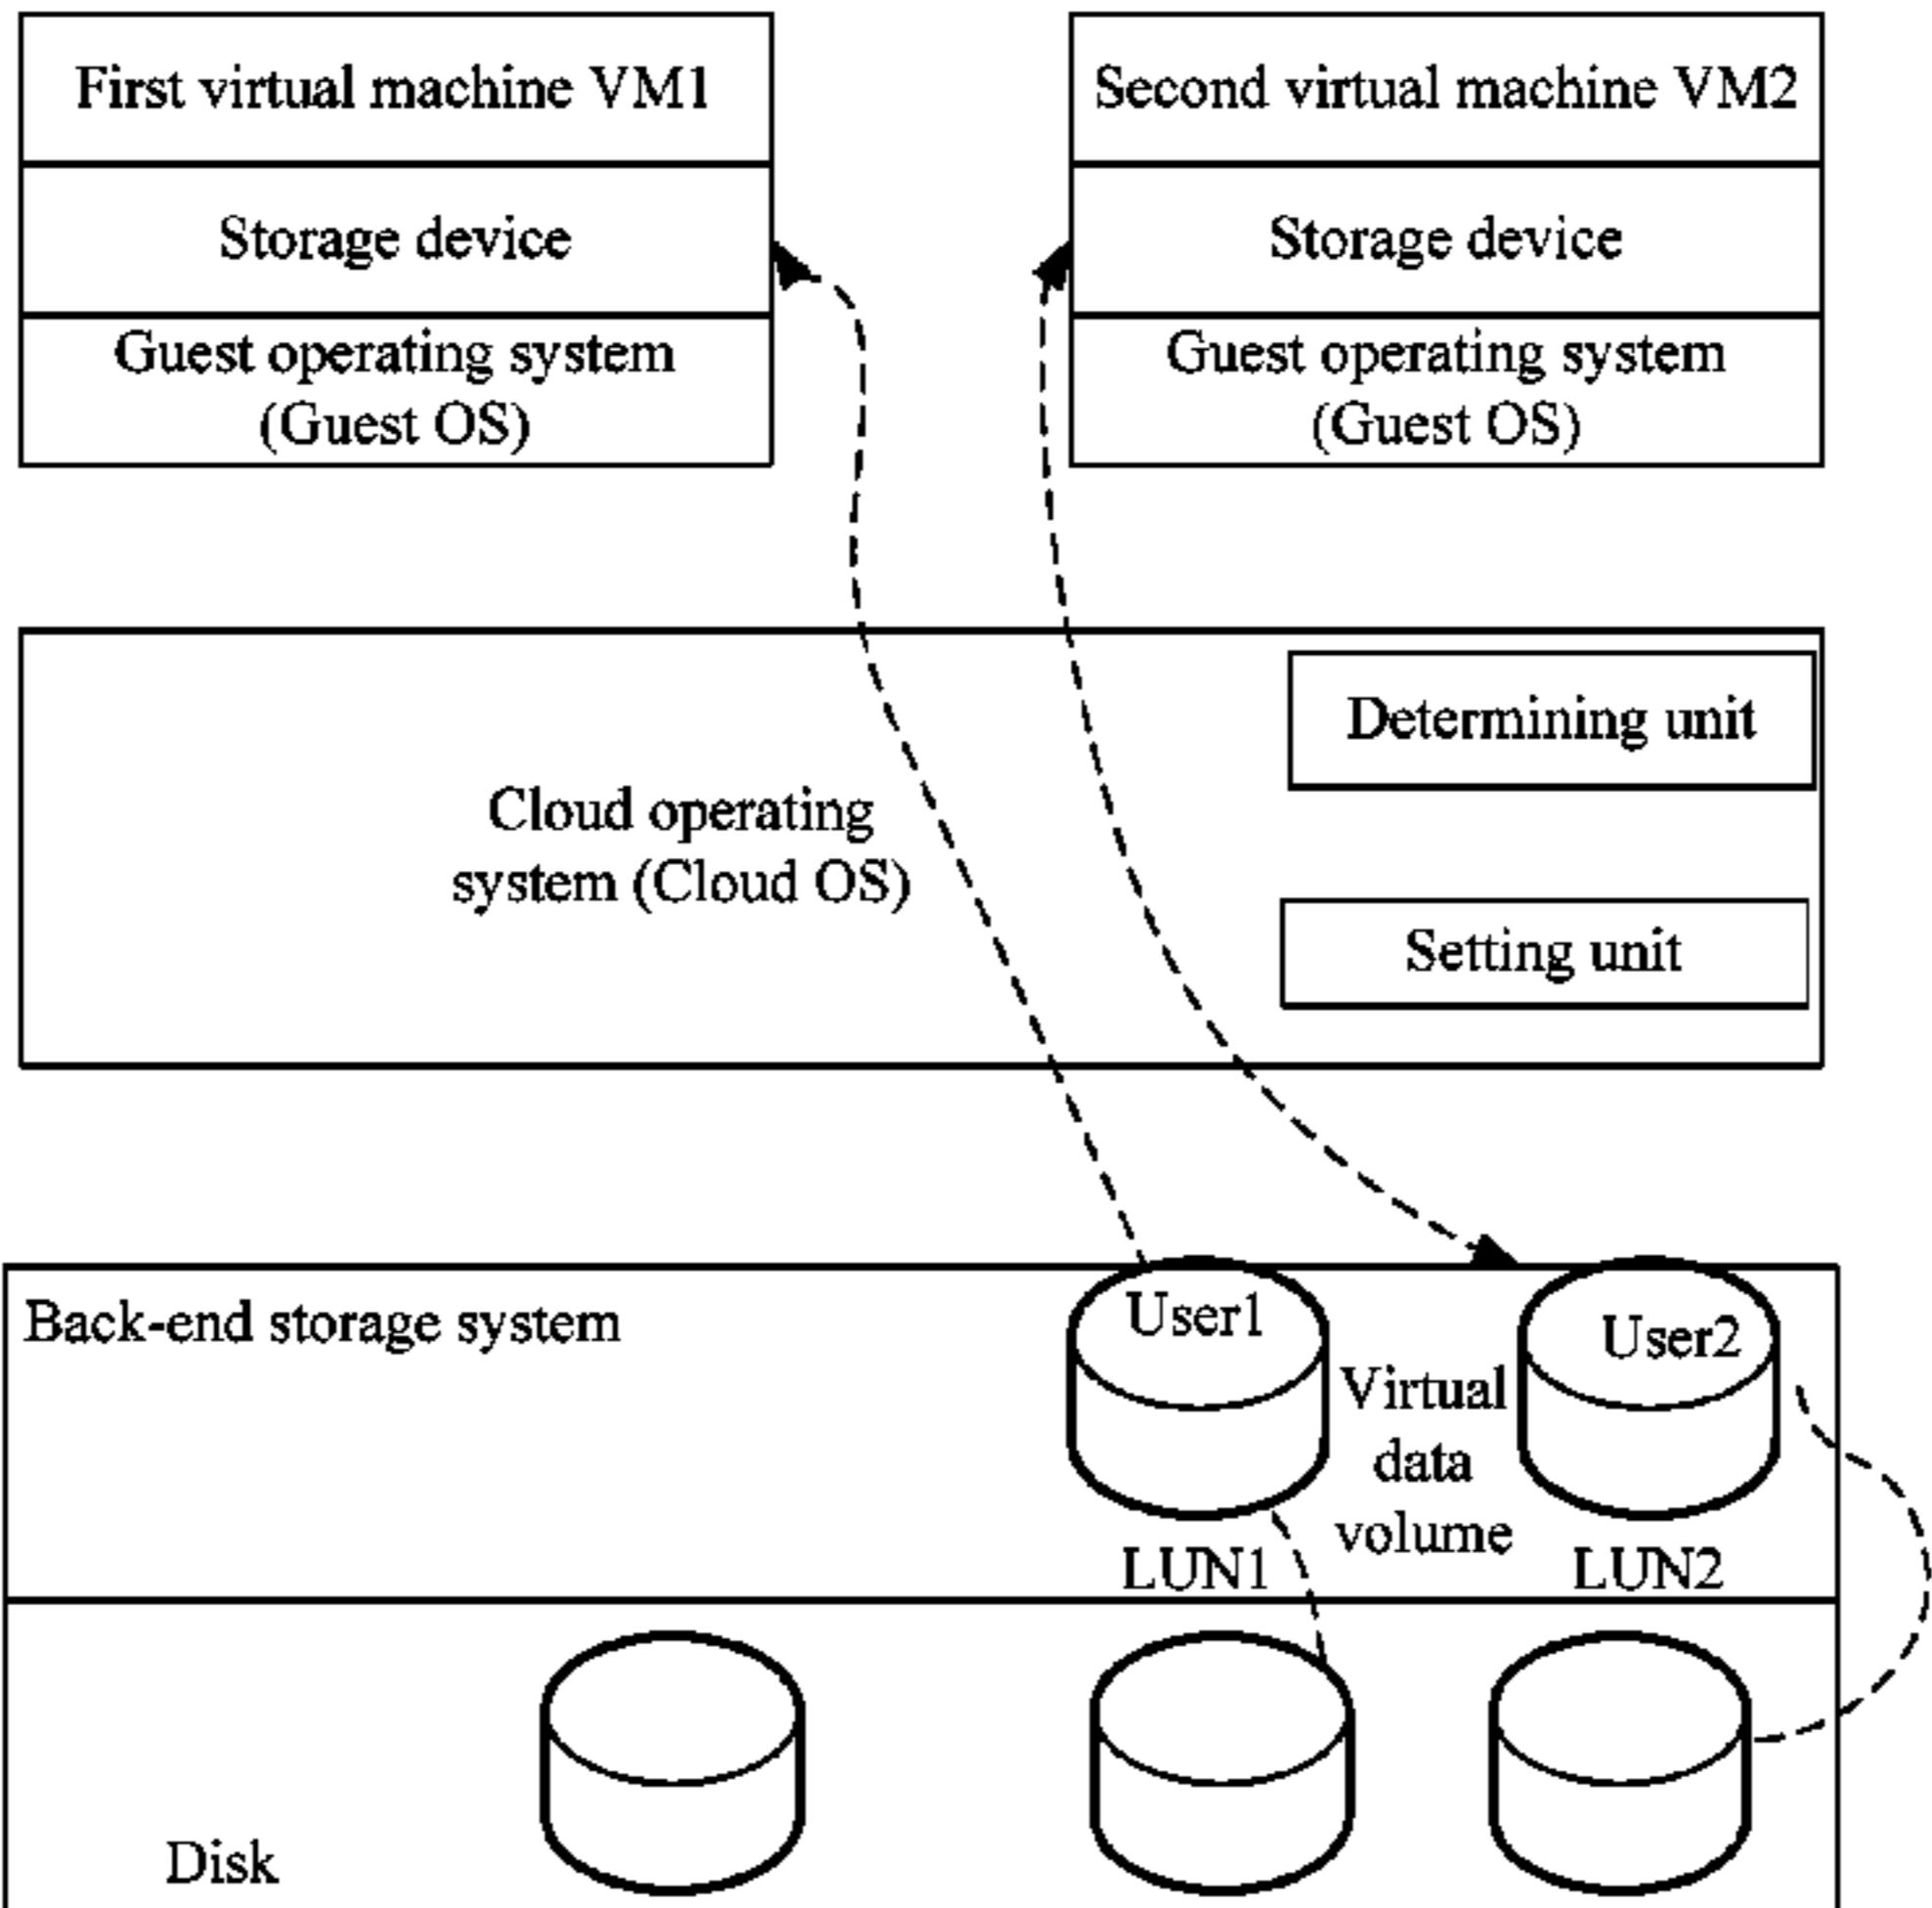 First virtual machine VM1
Storage device
Guest operating system
(Guest OS)
Second virtual machine VM2
Storage device
Guest operating system
(Guest OS)
Cloud operating
system (Cloud OS)
Determining unit
Setting unit
Back-end storage system
User1
User2
Virtual
data
volume
LUN1
LUN2
Disk